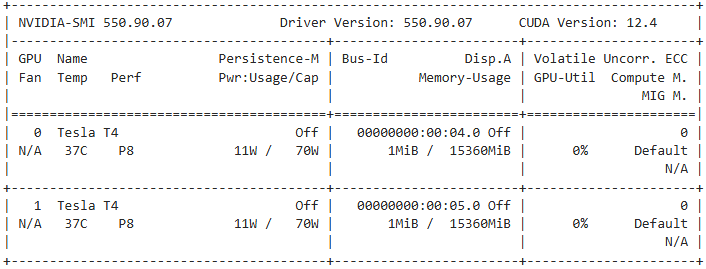 +-----------------------------------------------------------------------------------------+
| NVIDIA-SMI 550.90.07              Driver Version: 550.90.07      CUDA Version: 12.4     |
|-----------------------------------------+------------------------+----------------------+
| GPU  Name                 Persistence-M | Bus-Id          Disp.A | Volatile Uncorr. ECC |
| Fan  Temp   Perf          Pwr:Usage/Cap |           Memory-Usage | GPU-Util  Compute M. |
|                                         |                        |               MIG M. |
|=========================================+========================+======================|
|   0  Tesla T4                       Off |   00000000:00:04.0 Off |                    0 |
| N/A   37C    P8             11W /   70W |       1MiB /  15360MiB |      0%      Default |
|                                         |                        |                  N/A |
+-----------------------------------------+------------------------+----------------------+
|   1  Tesla T4                       Off |   00000000:00:05.0 Off |                    0 |
| N/A   37C    P8             11W /   70W |       1MiB /  15360MiB |      0%      Default |
|                                         |                        |                  N/A |
+-----------------------------------------+------------------------+----------------------+